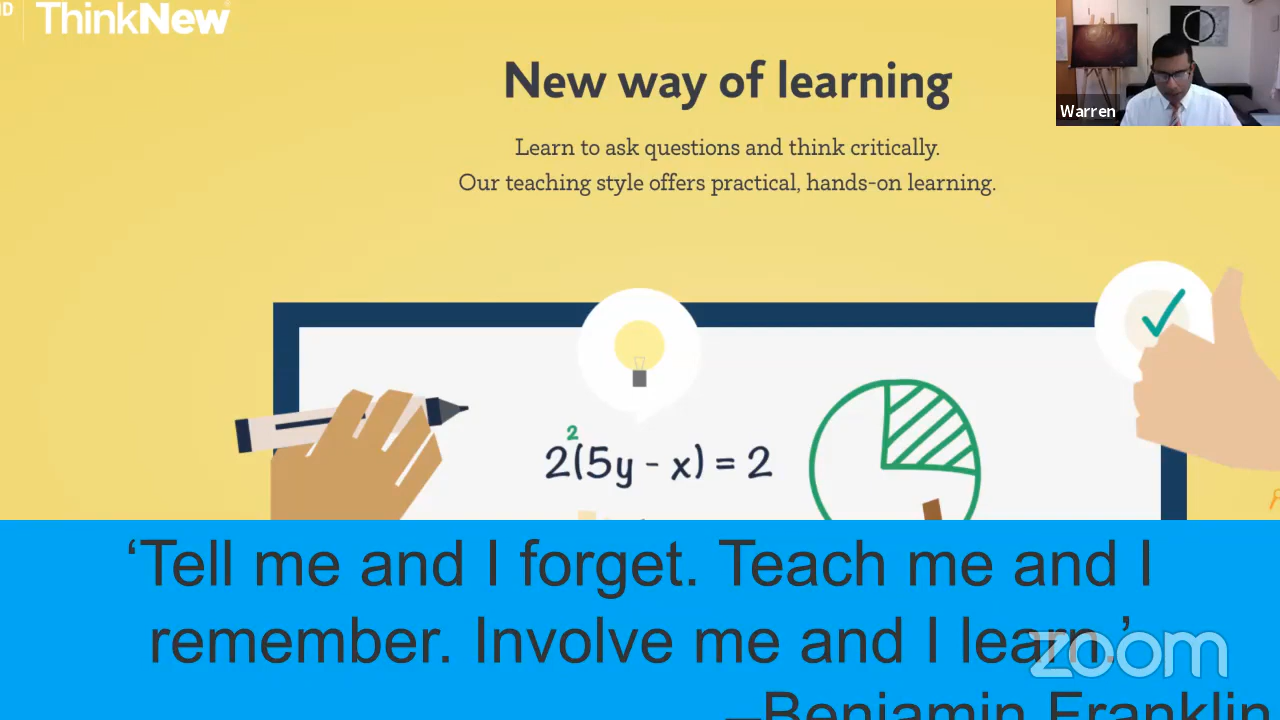 D ThinkNew
New way of learning
Learn to ask questions and think critically.
Our teaching style offers practical, hands-on learning.
Warren
2
2(5y - x) = 2
‘Tell me and I forget. Teach me and I
remember. Involve me and I learn.’
–Benjamin Franklin
zoom